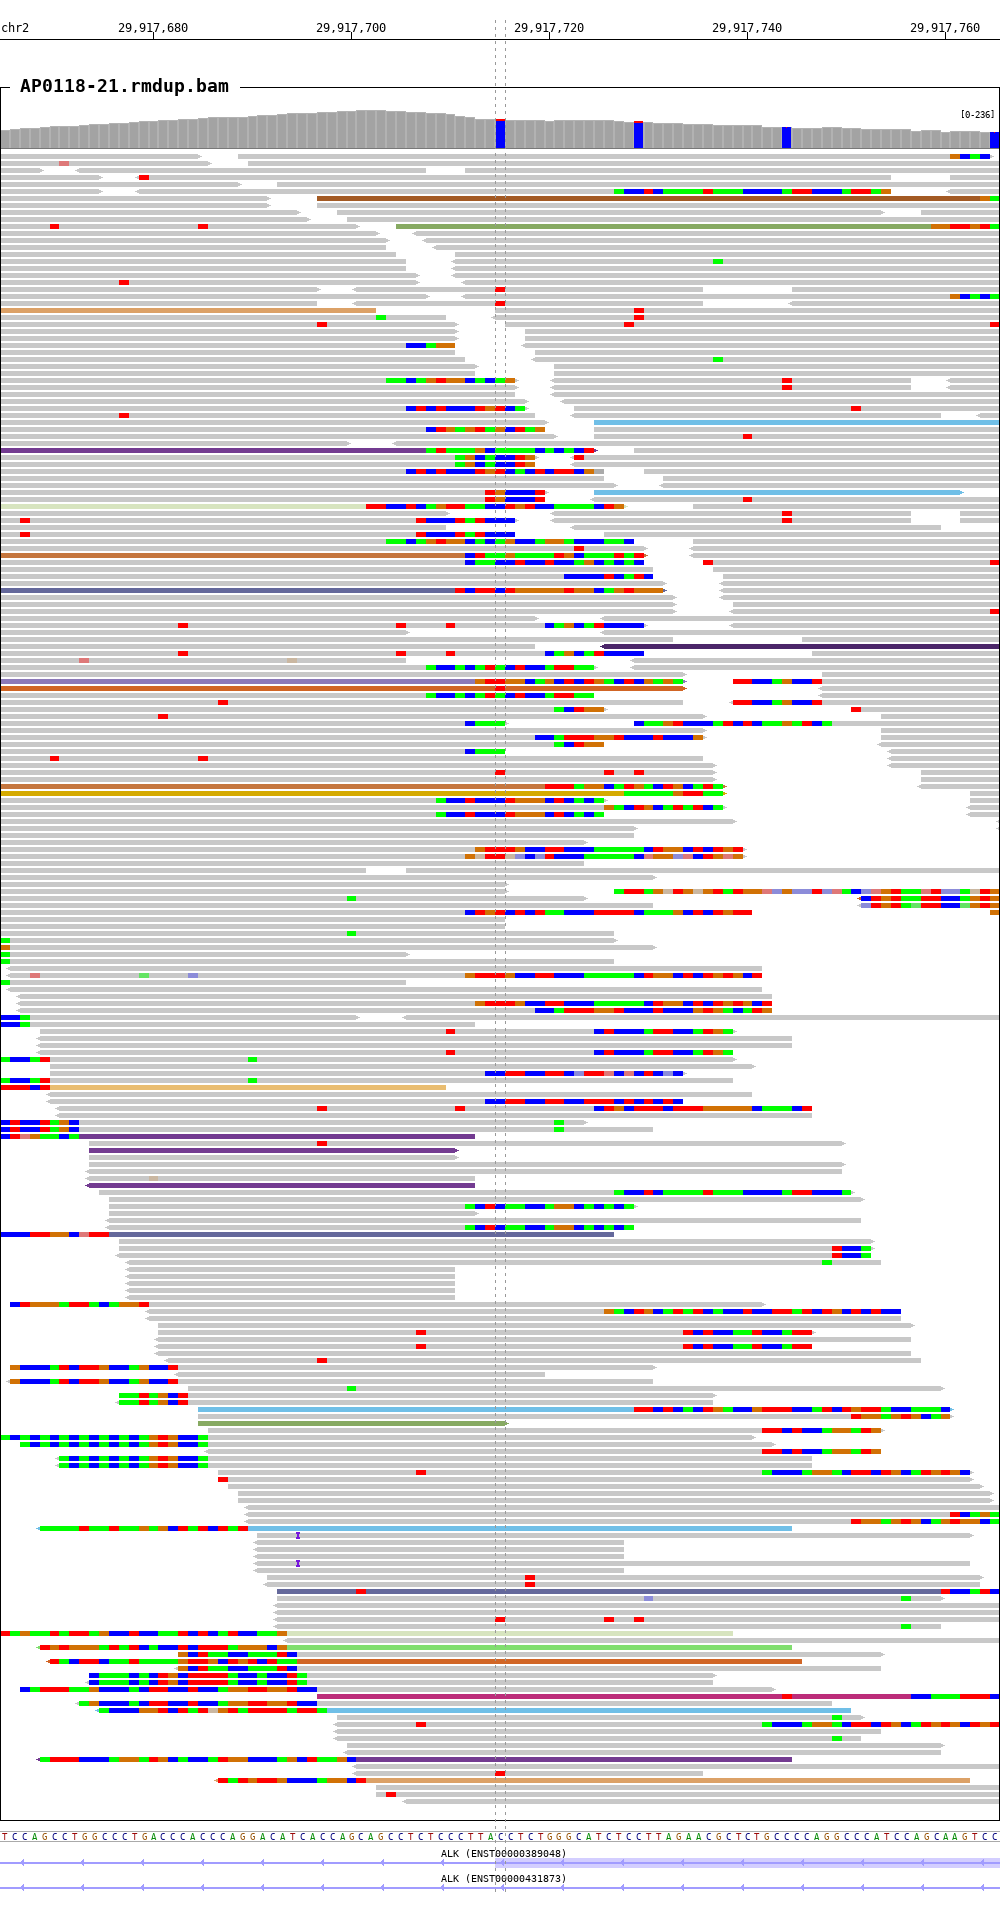 chr2 29,917,680 29,917,700 29,917,720 29,917,740 29,917,760
AP0118-21.rmdup.bam
[0-236]
TCCAGCCTGGCCCTGACCCACCCAGGACATCACCAGCAGCCTCTCCCTTACCTCTGGGCATCTCCTTAGAACGCTCTGCCCCAGGCCCATCCAGCAAGTCC
ALK (ENST00000389048)
ALK (ENST00000431873)